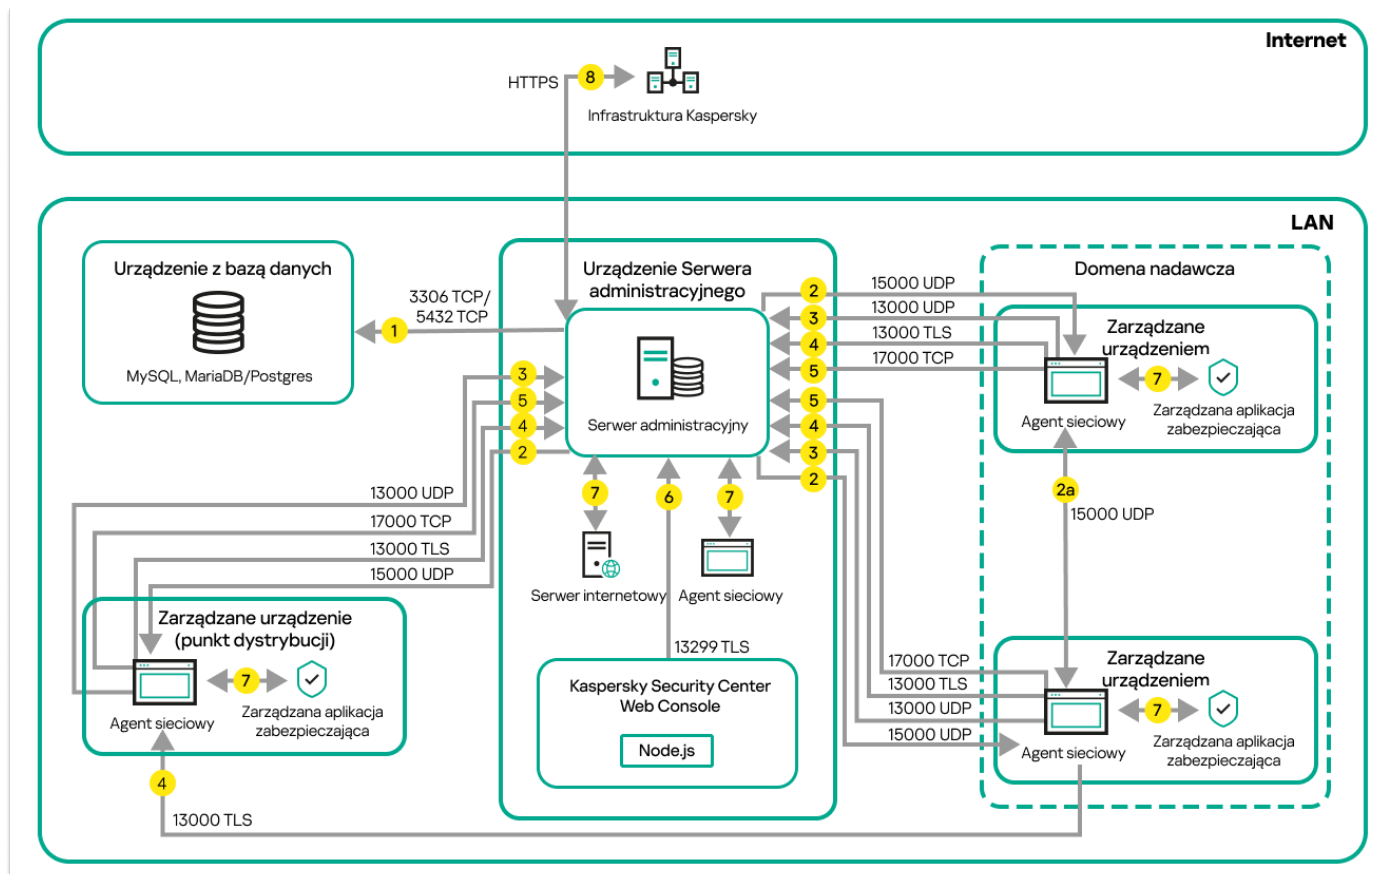 Internet
HTTPS
8
Infrastruktura Kaspersky
LAN
Urządzenie z bazą danych
MySQL, MariaDB/Postgres
3306 TCP/
5432 TCP
1
Urządzenie Serwera
administracyjnego
Serwer administracyjny
2
3
4
5
5
4
3
2
3
5
4
2
15000 UDP
13000 UDP
13000 TLS
17000 TCP
Domena nadawcza
Zarządzane
urządzeniem
7
Agent sieciowy
Zarządzana aplikacja
zabezpieczająca
2a
15000 UDP
13000 UDP
17000 TCP
13000 TLS
15000 UDP
7
6
7
Serwer internetowy
Agent sieciowy
13299 TLS
Kaspersky Security Center
Web Console
Node.js
Zarządzane urządzenie
(punkt dystrybucji)
7
Agent sieciowy
Zarządzana aplikacja
zabezpieczająca
4
13000 TLS
17000 TCP
13000 TLS
13000 UDP
15000 UDP
Zarządzane
urządzeniem
7
Agent sieciowy
Zarządzana aplikacja
zabezpieczająca